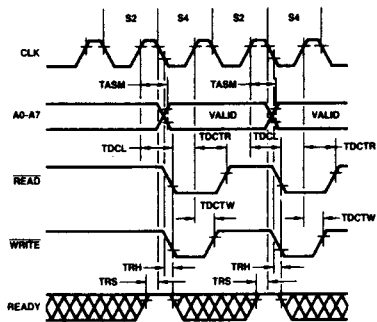 S2 S4 S2 S4
CLK
TASM TASM
A0-A7 VALID VALID
TDCL TDCTR TDCL TDCTR
READ
TDCTW TDCTW
WRITE
TRH TRH
TRS TRS
READY